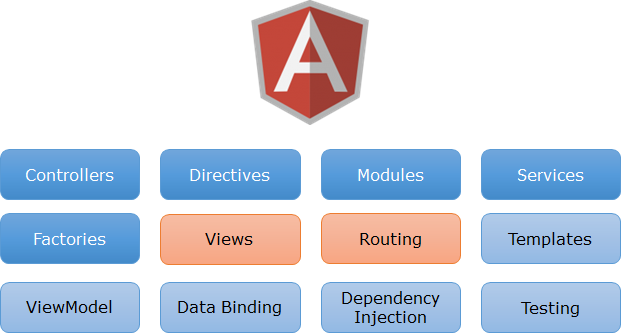 Controllers
Directives
Modules
Services
Factories
Views
Routing
Templates
ViewModel
Data Binding
Dependency
Injection
Testing